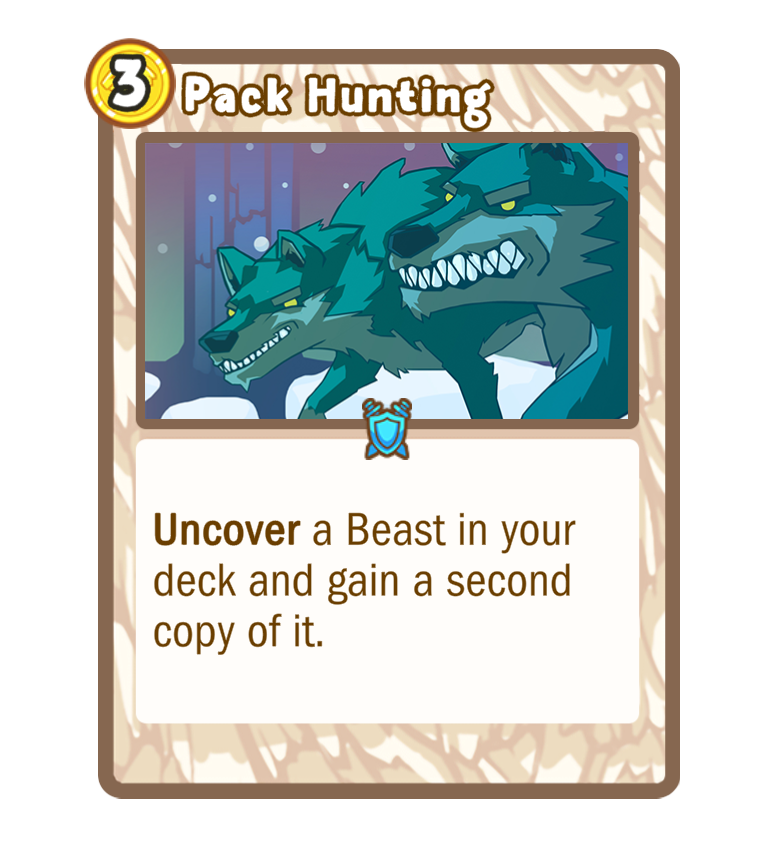 3
Pack Hunting
Uncover a Beast in your
deck and gain a second
copy of it.